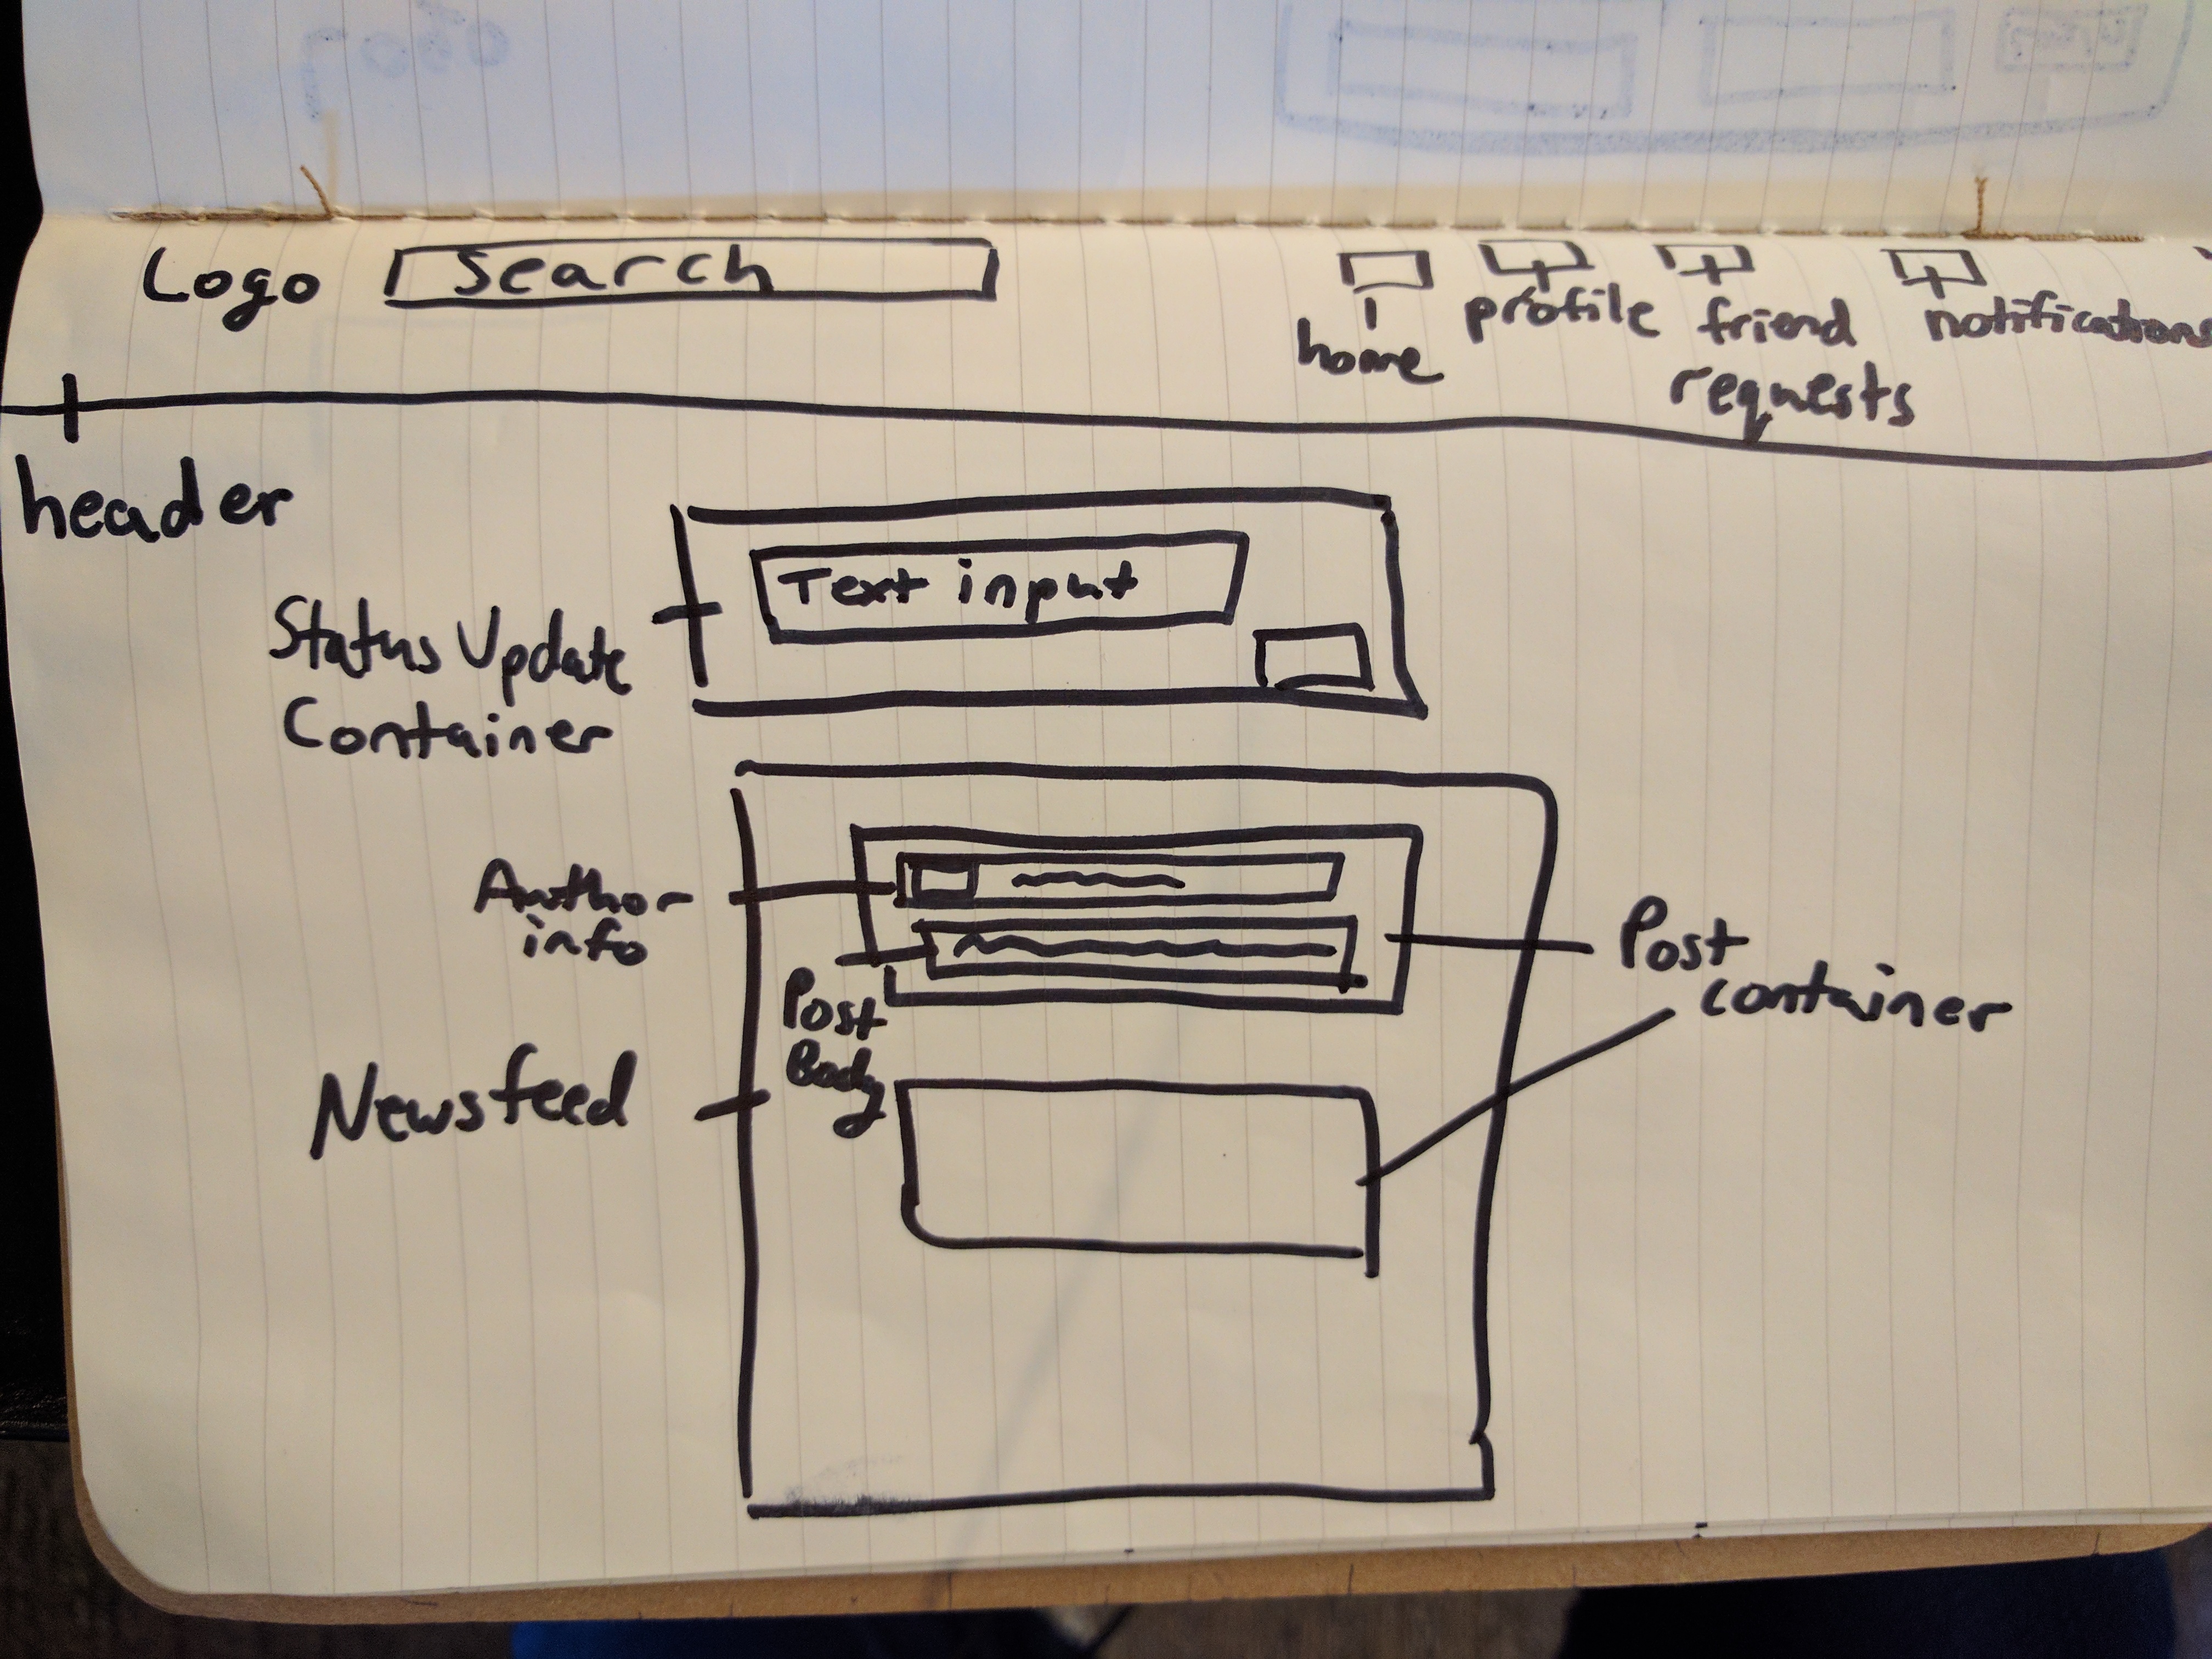 Logo
Search
home
profile
friend
requests
notifications
header
Text input
Status Update
Container
Author
info
Post
Body
Post
container
Newsfeed